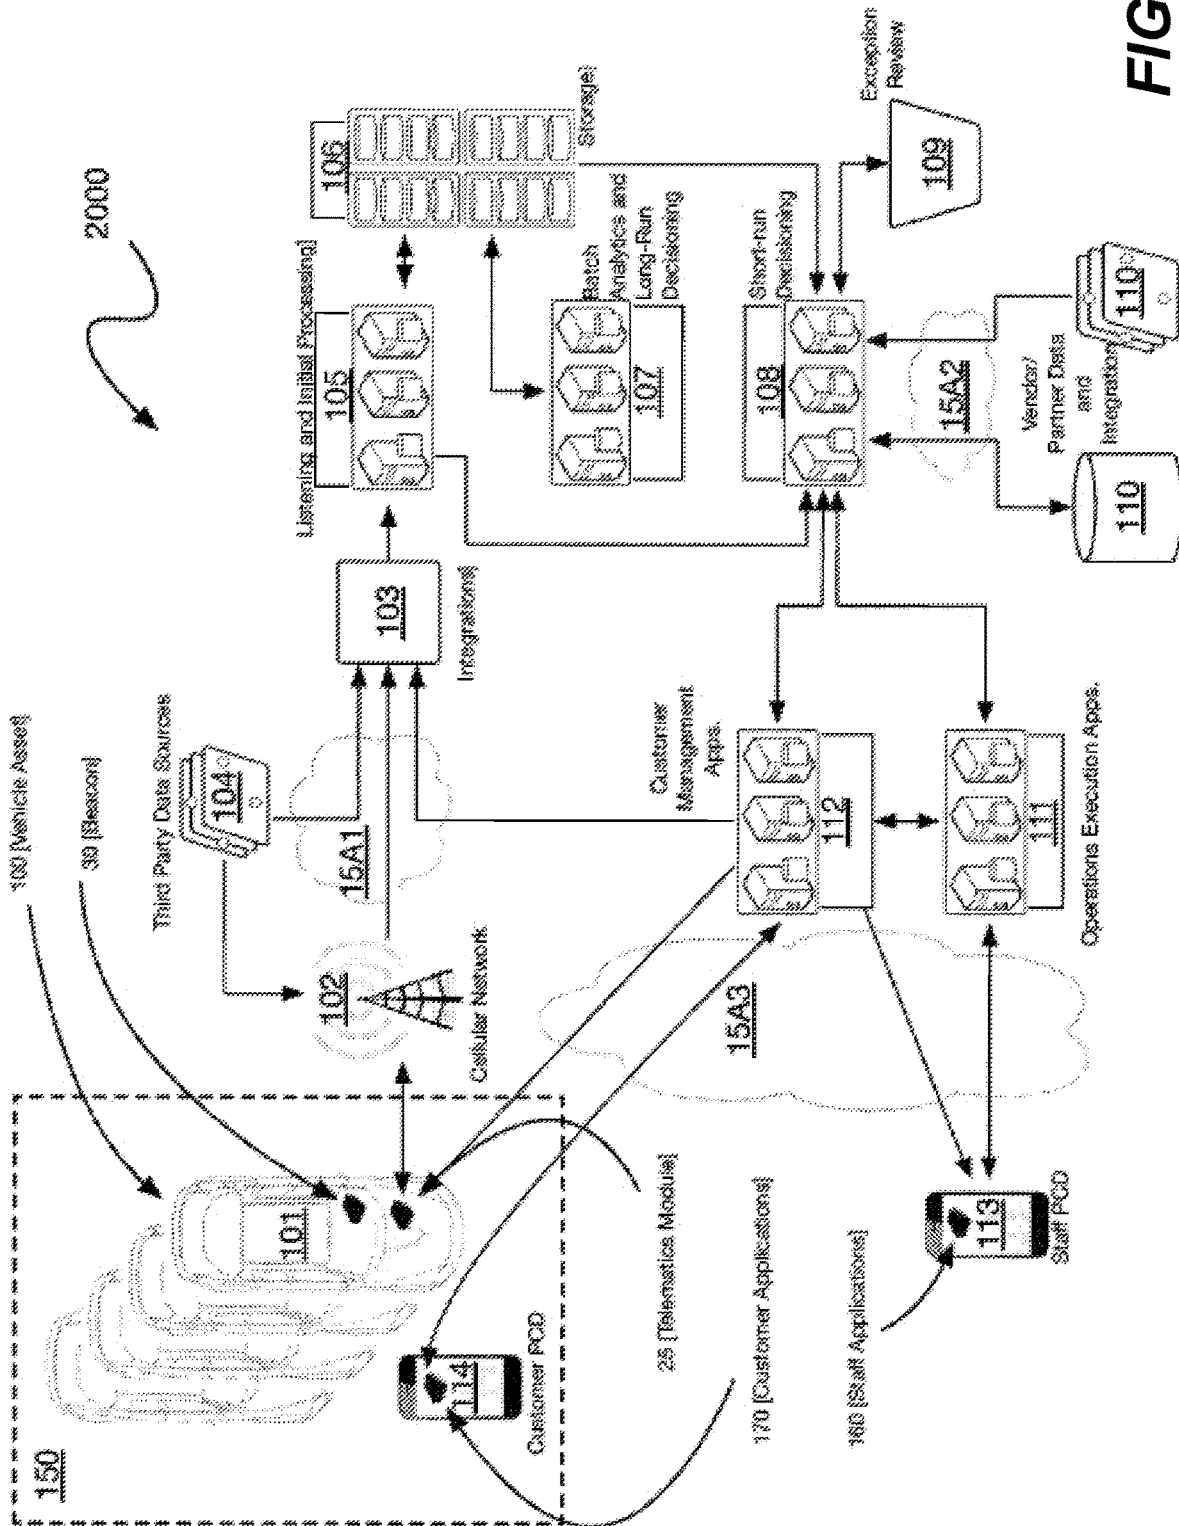 2000
150
100 [Vehicle Asset]
30 [Beacon]
101
114
Customer PCD
25 [Telematics Module]
170 [Customer Applications]
160 [Staff Applications]
113
Staff PCD
Third Party Data Sources
104
102
Cellular Network
15A1
15A3
103
Integrations]
Listening and Initial Processing]
105
106
Storage]
Batch
Analytics and
Long-Run
Decisioning
107
Short-run
Decisioning
108
Exception
Review
109
Customer
Management
Apps.
112
111
Operations Execution Apps.
15A2
Vendor/
Partner Data
and
Integration
110
110
FIG